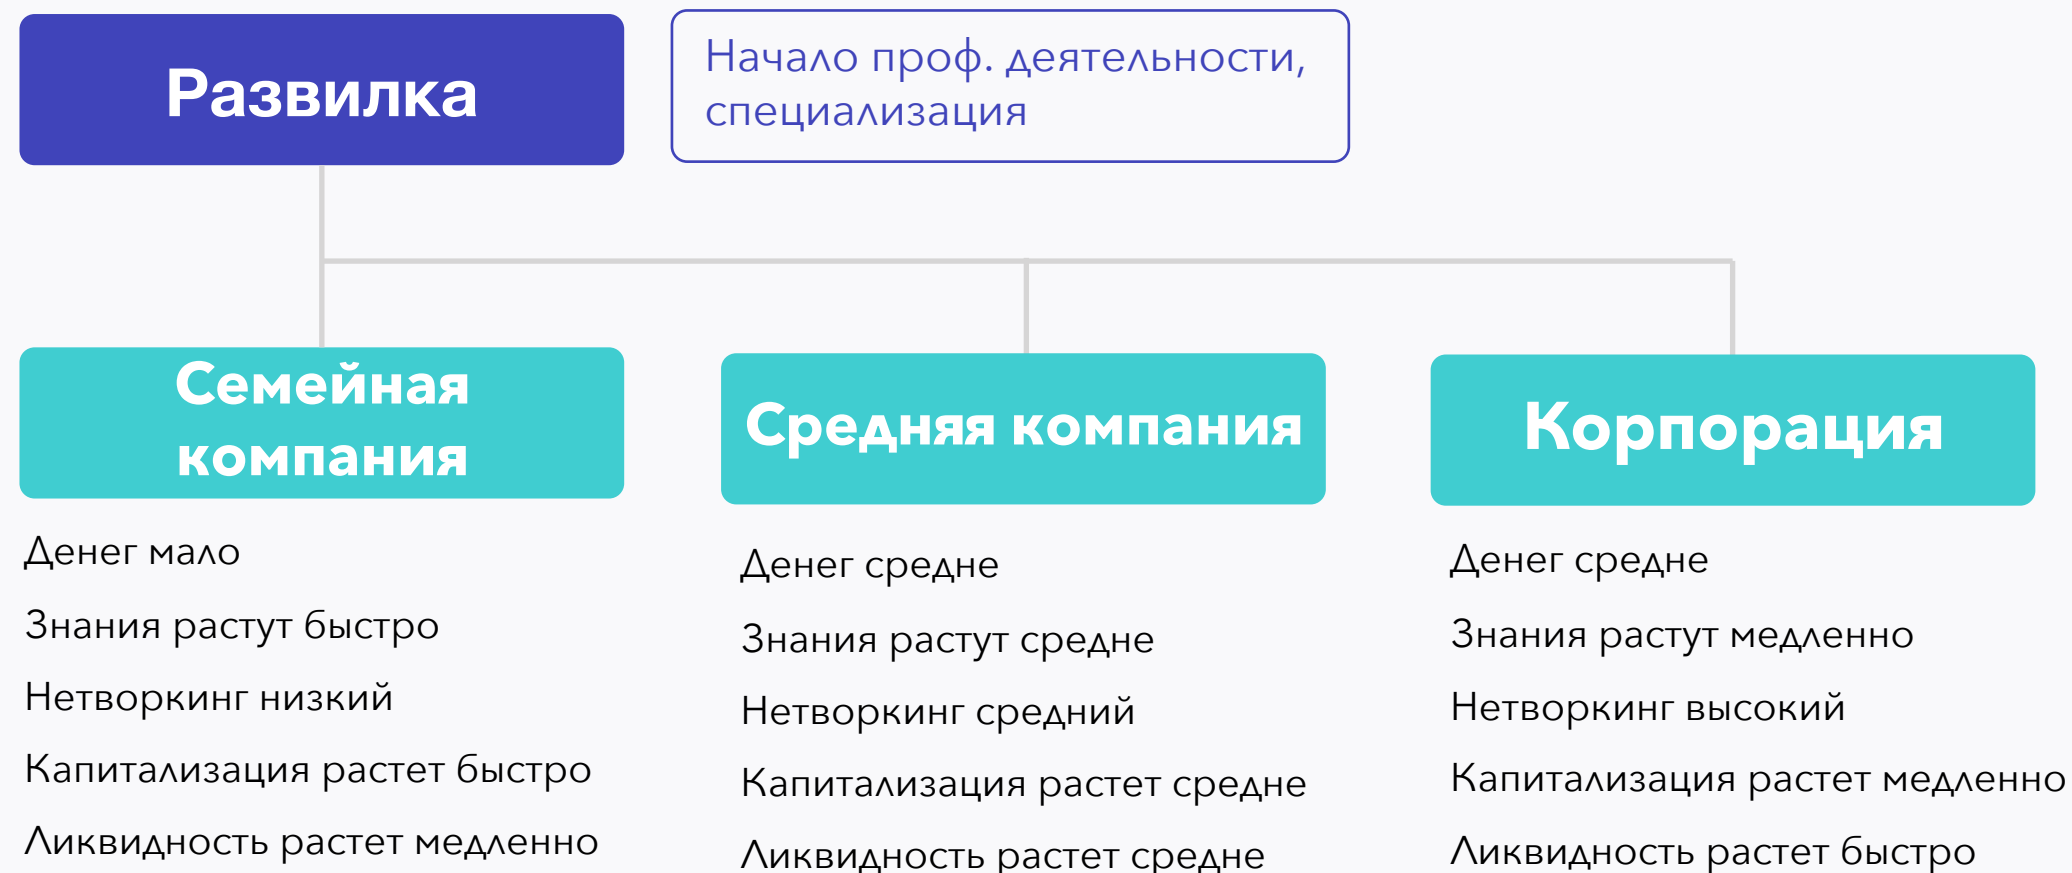 Развилка
Начало проф. деятельности,
специализация
Семейная
компания
Денег мало
Знания растут быстро
Нетворкинг низкий
Капитализация растет быстро
Ликвидность растет медленно
Средняя компания
Денег средне
Знания растут средне
Нетворкинг средний
Капитализация растет средне
Ликвидность растет средне
Корпорация
Денег средне
Знания растут медленно
Нетворкинг высокий
Капитализация растет медленно
Ликвидность растет быстро